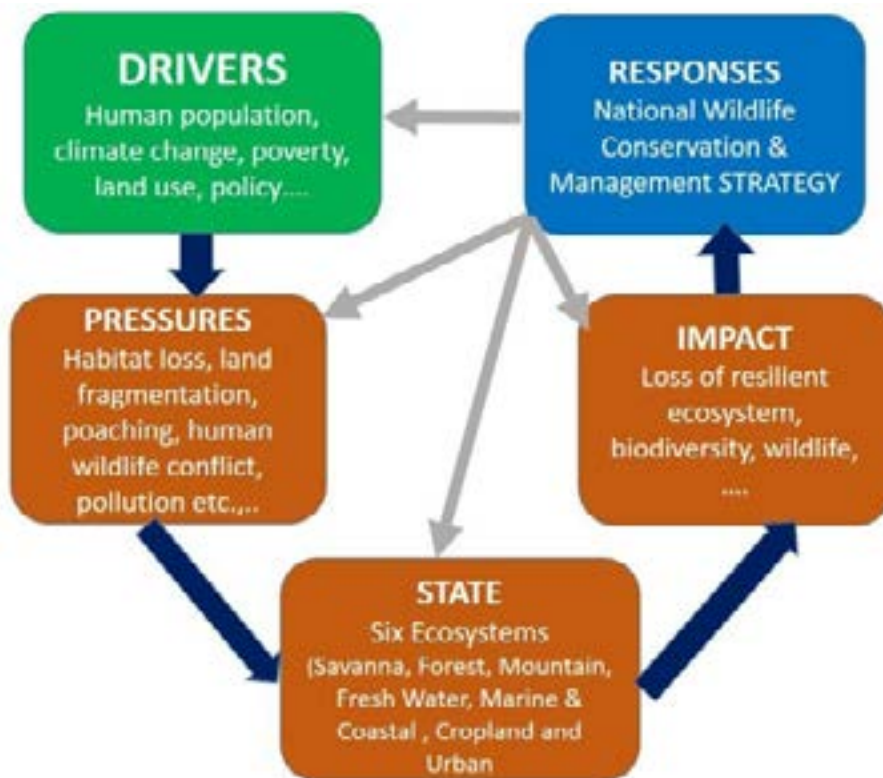 DRIVERS
Human population,
climate change, poverty,
land use, policy....
RESPONSES
National Wildlife
Conservation &
Management STRATEGY
PRESSURES
Habitat loss, land
fragmentation,
poaching, human
wildlife conflict,
pollution etc.,..
IMPACT
Loss of resilient
ecosystem,
biodiversity, wildlife,
....
STATE
Six Ecosystems
(Savanna, Forest, Mountain,
Fresh Water, Marine &
Coastal , Cropland and
Urban